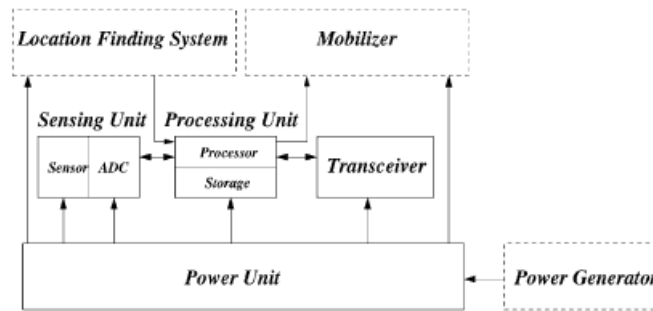 Location Finding System
Mobilizer
Sensing Unit
Processing Unit
Sensor
ADC
Processor
Storage
Transceiver
Power Unit
Power Generator